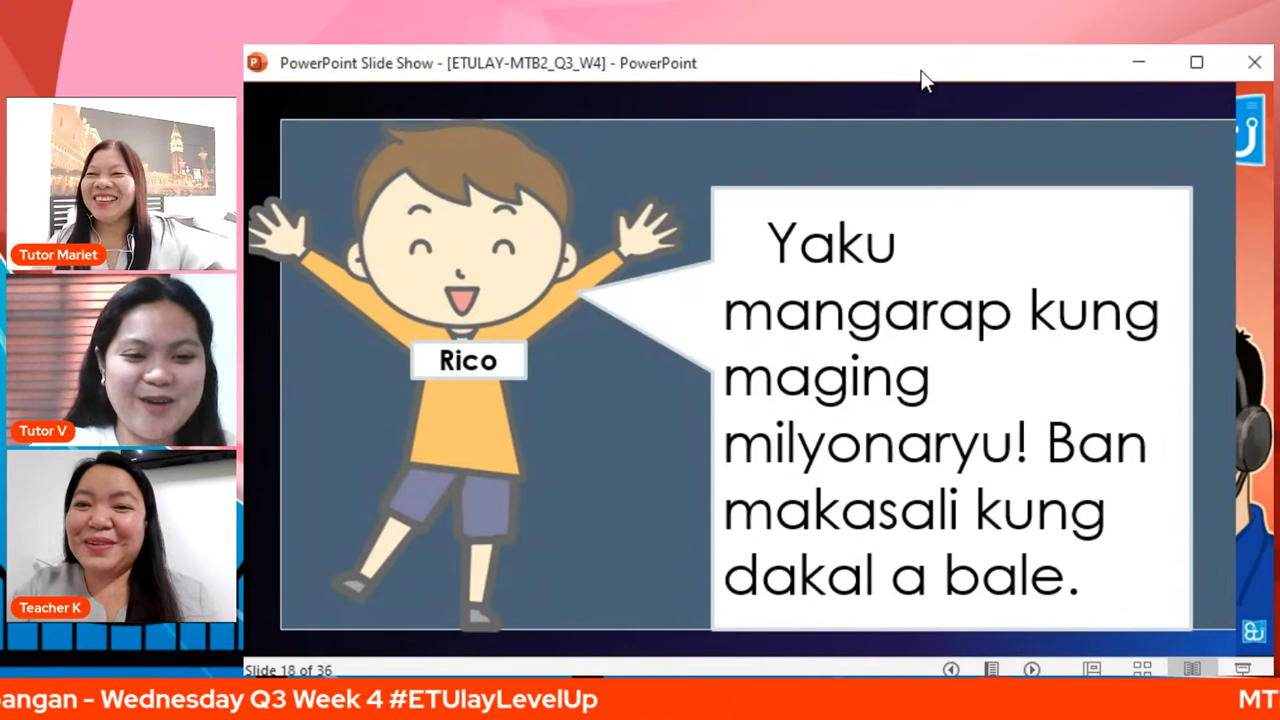 PowerPoint Slide Show - [ETULAY-MTB2_Q3_W4] - PowerPoint
Tutor Mariet
Tutor V
Teacher K
Rico
Yaku
mangarap kung
maging
milyonaryu! Ban
makasali kung
dakal a bale.
Slide 18 of 36
pangan - Wednesday Q3 Week 4 #ETUlayLevelUp
MT